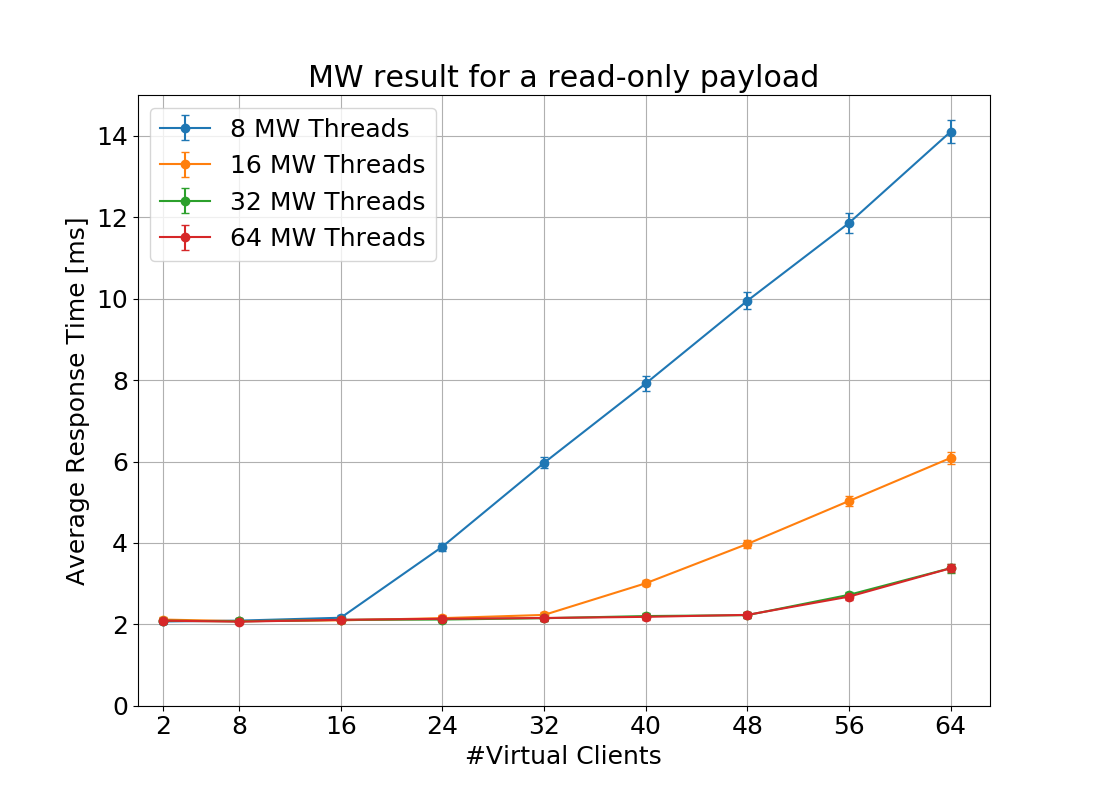 MW result for a read-only payload
8 MW Threads
16 MW Threads
32 MW Threads
64 MW Threads
Average Response Time [ms]
14
12
10
8
6
4
2
0
2 8 16 24 32 40 48 56 64
#Virtual Clients